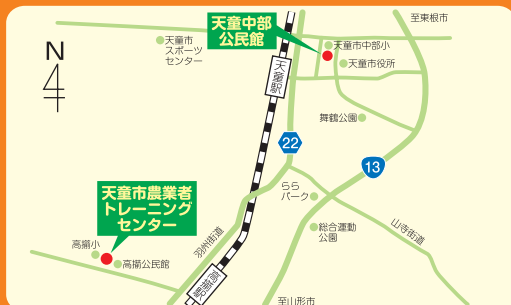 至東根市
天童中部
公民館
天童市
スポーツ
センター
天童市中部小
天童市役所
N
天童駅
舞鶴公園
22
13
天童市農業者
トレーニング
センター
らら
パーク
羽州街道
総合運動
公園
山寺街道
高擶小
高擶公民館
高擶駅
至山形市